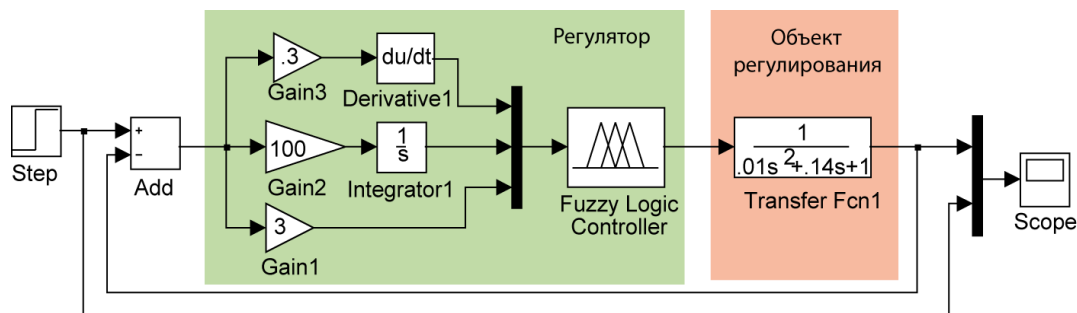 Регулятор
Объект
регулирования
.3
Gain3
du/dt
Derivative1
Step
+
−
Add
100
Gain2
1
s
Integrator1
3
Gain1
Fuzzy Logic
Controller
1
.01s²+.14s+1
Transfer Fcn1
Scope